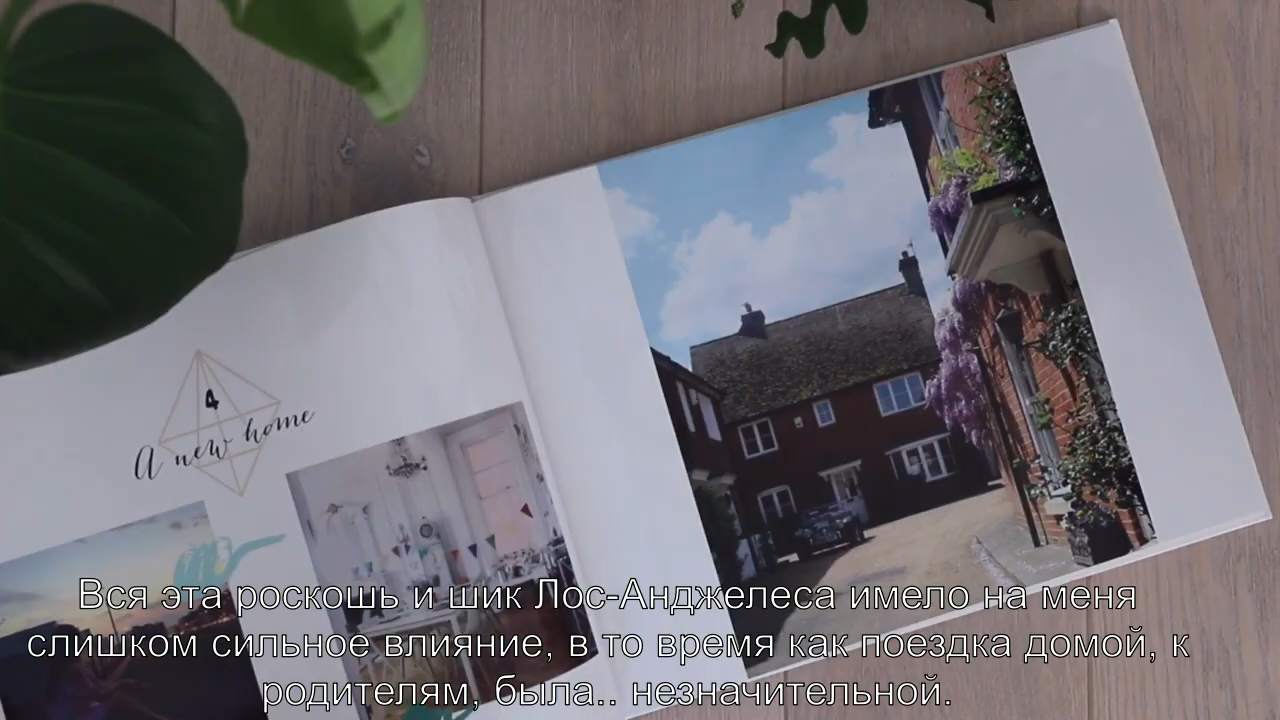 4
A new home
Вся эта роскошь и шик Лос-Анджелеса имело на меня
слишком сильное влияние, в то время как поездка домой, к
родителям, была.. незначительной.